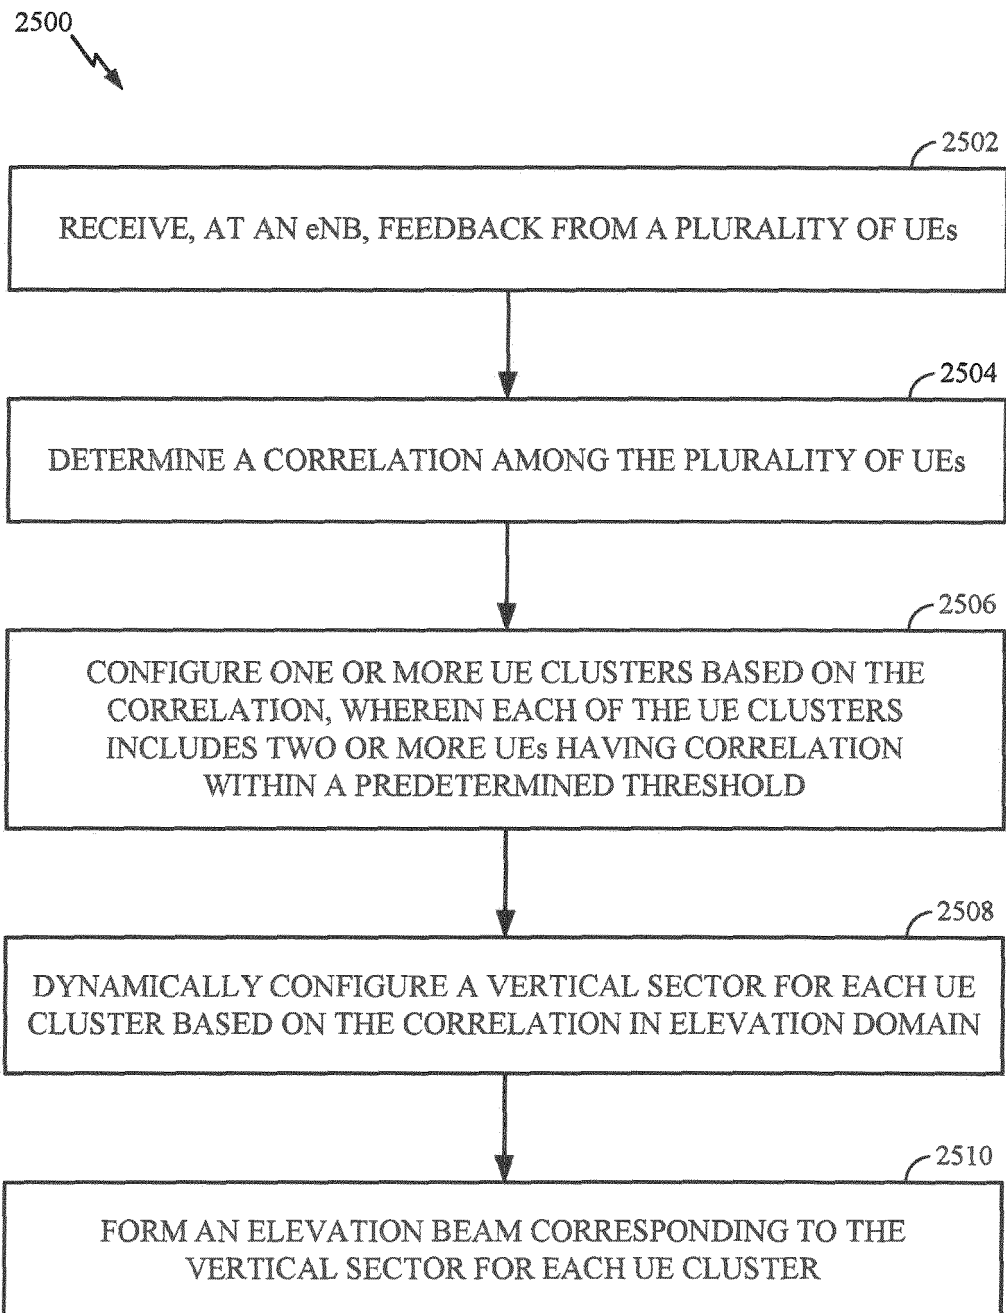 2500
2502
RECEIVE, AT AN eNB, FEEDBACK FROM A PLURALITY OF UEs
2504
DETERMINE A CORRELATION AMONG THE PLURALITY OF UEs
2506
CONFIGURE ONE OR MORE UE CLUSTERS BASED ON THE
CORRELATION, WHEREIN EACH OF THE UE CLUSTERS
INCLUDES TWO OR MORE UEs HAVING CORRELATION
WITHIN A PREDETERMINED THRESHOLD
2508
DYNAMICALLY CONFIGURE A VERTICAL SECTOR FOR EACH UE
CLUSTER BASED ON THE CORRELATION IN ELEVATION DOMAIN
2510
FORM AN ELEVATION BEAM CORRESPONDING TO THE
VERTICAL SECTOR FOR EACH UE CLUSTER